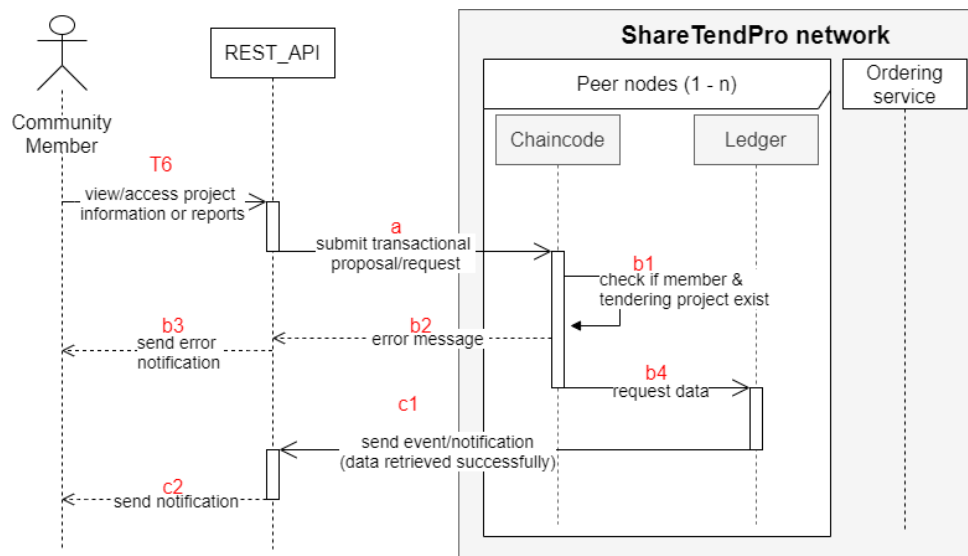 ShareTendPro network
REST_API
Peer nodes (1 - n)
Ordering
service
Community
Member
Chaincode
Ledger
T6
view/access project
information or reports
a
submit transactional
proposal/request
b1
check if member &
tendering project exist
b2
error message
b3
send error
notification
b4
request data
c1
send event/notification
(data retrieved successfully)
c2
send notification